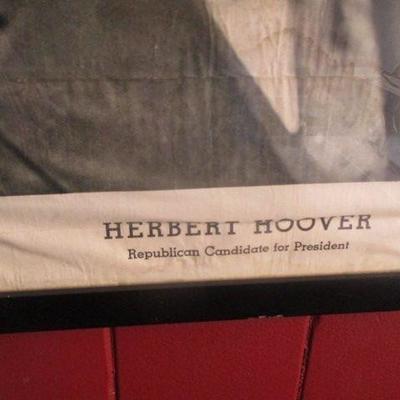 HERBERT HOOVER
Republican Candidate for President